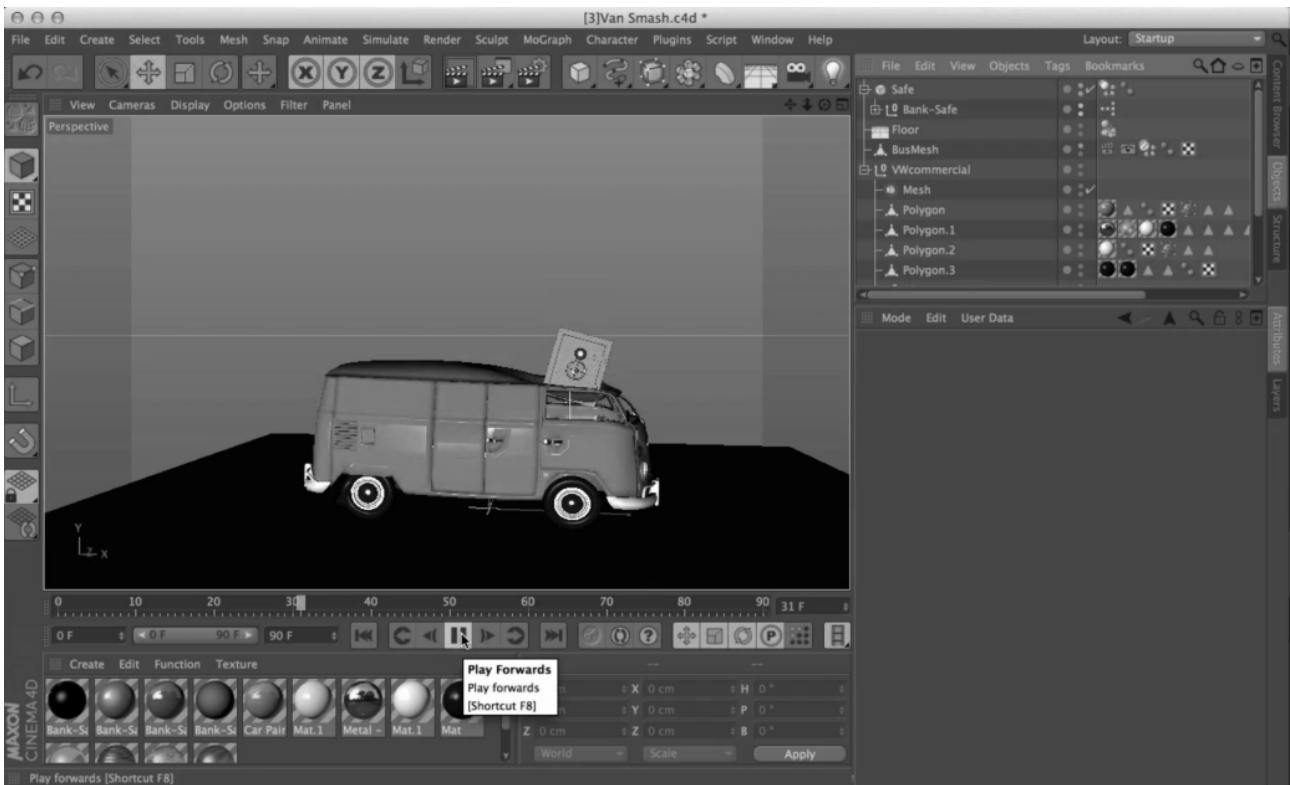 [3]Van Smash.c4d *
File Edit Create Select Tools Mesh Snap Animate Simulate Render Sculpt MoGraph Character Plugins Script Window Help
Layout: Startup
X Y Z
File Edit View Objects Tags Bookmarks
View Cameras Display Options Filter Panel
Perspective
Safe
Bank-Safe
Floor
BusMesh
VWcommercial
Mesh
Polygon
Polygon.1
Polygon.2
Polygon.3
Content Browser
Objects
Structure
Mode Edit User Data
Attributes
Layers
Y
Z X
0 10 20 30 40 50 60 70 80 90 31 F
0 F 0 F 90 F 90 F
? P
Create Edit Function Texture
-- --
Play Forwards
Play forwards
[Shortcut F8]
X 0 cm H 0 °
Y 0 cm P 0 °
Z 0 cm Z 0 cm B 0 °
World Scale Apply
Bank-Sa Bank-Sa Bank-Sa Bank-Sa Car Pain Mat.1 Metal - Mat.1 Mat
MAXON
CINEMA 4D
Play forwards [Shortcut F8]